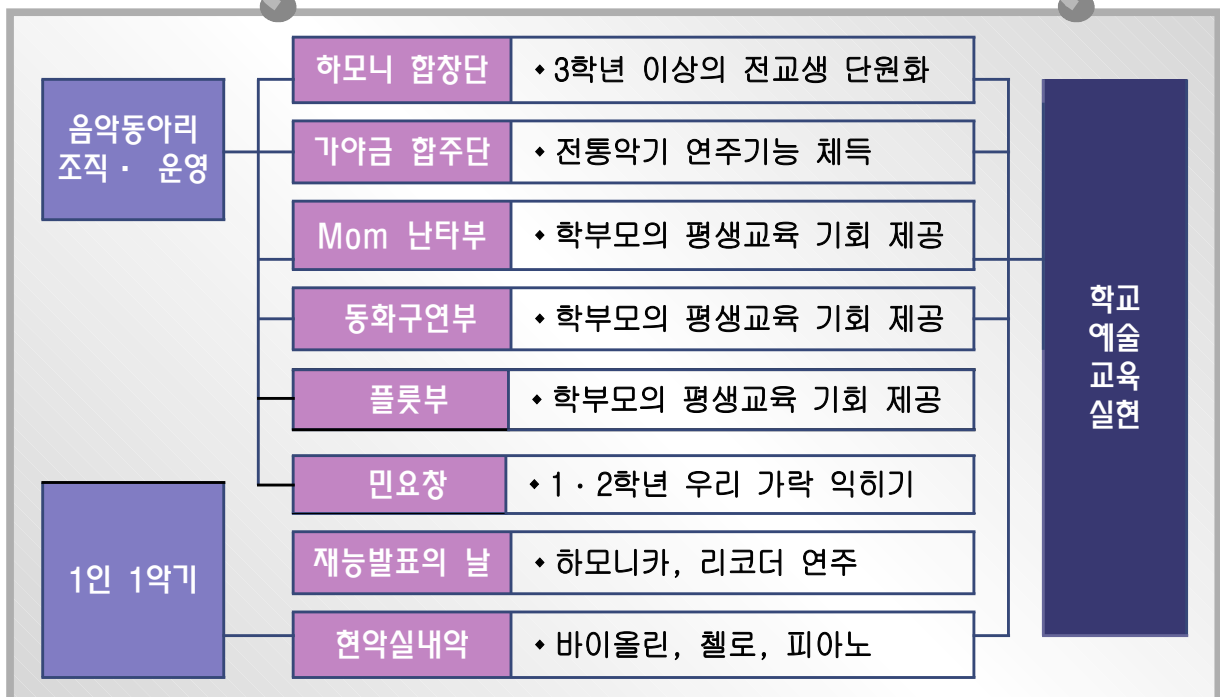 음악동아리
조직 · 운영
하모니 합창단
◆ 3학년 이상의 전교생 단원화
가야금 합주단
◆ 전통악기 연주기능 체득
Mom 난타부
◆ 학부모의 평생교육 기회 제공
동화구연부
◆ 학부모의 평생교육 기회 제공
플룻부
◆ 학부모의 평생교육 기회 제공
민요창
◆ 1 · 2학년 우리 가락 익히기
1인 1악기
재능발표의 날
◆ 하모니카, 리코더 연주
현악실내악
◆ 바이올린, 첼로, 피아노
학교
예술
교육
실현